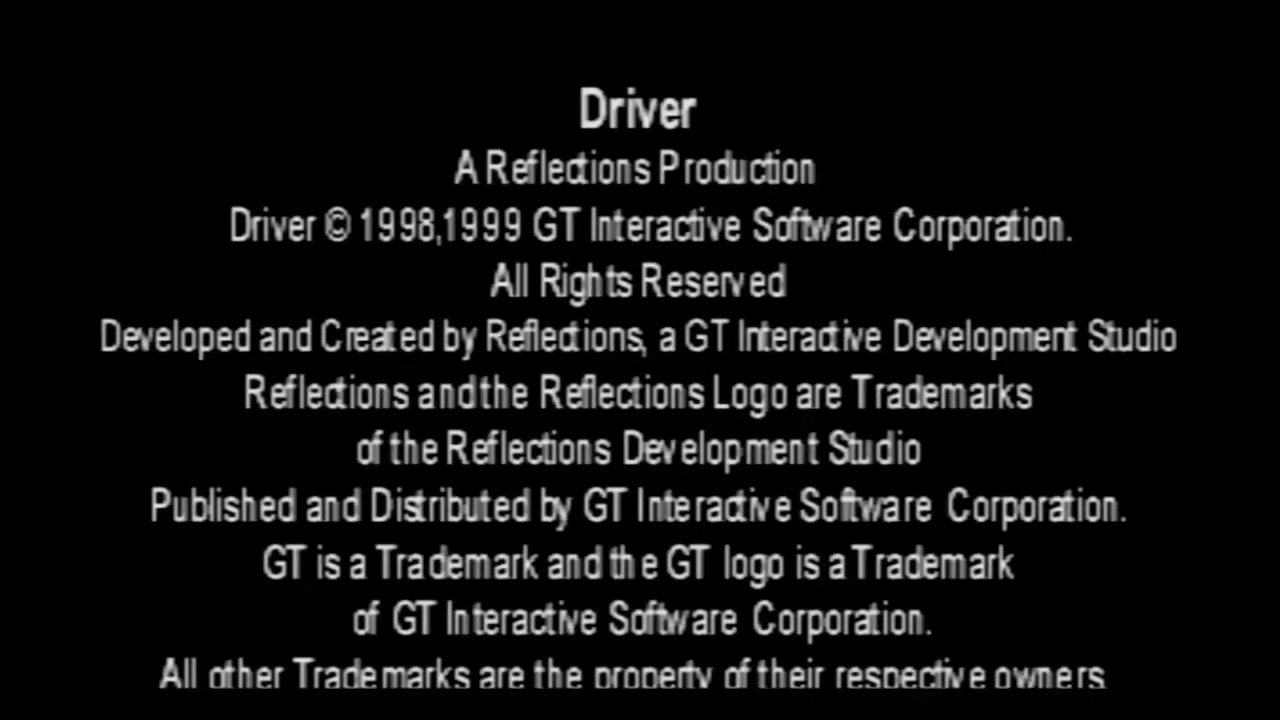 Driver
A Reflections Production
Driver © 1998,1999 GT Interactive Software Corporation.
All Rights Reserved
Developed and Created by Reflections, a GT Interactive Development Studio
Reflections and the Reflections Logo are Trademarks
of the Reflections Development Studio
Published and Distributed by GT Interactive Software Corporation.
GT is a Trademark and the GT logo is a Trademark
of GT Interactive Software Corporation.
All other Trademarks are the property of their respective owners.